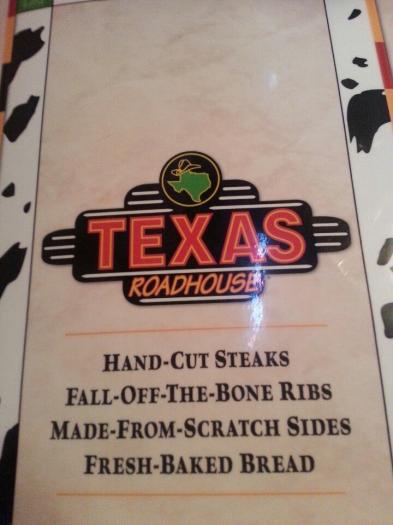 TEXAS
ROADHOUSE
HAND-CUT STEAKS
FALL-OFF-THE-BONE RIBS
MADE-FROM-SCRATCH SIDES
FRESH-BAKED BREAD